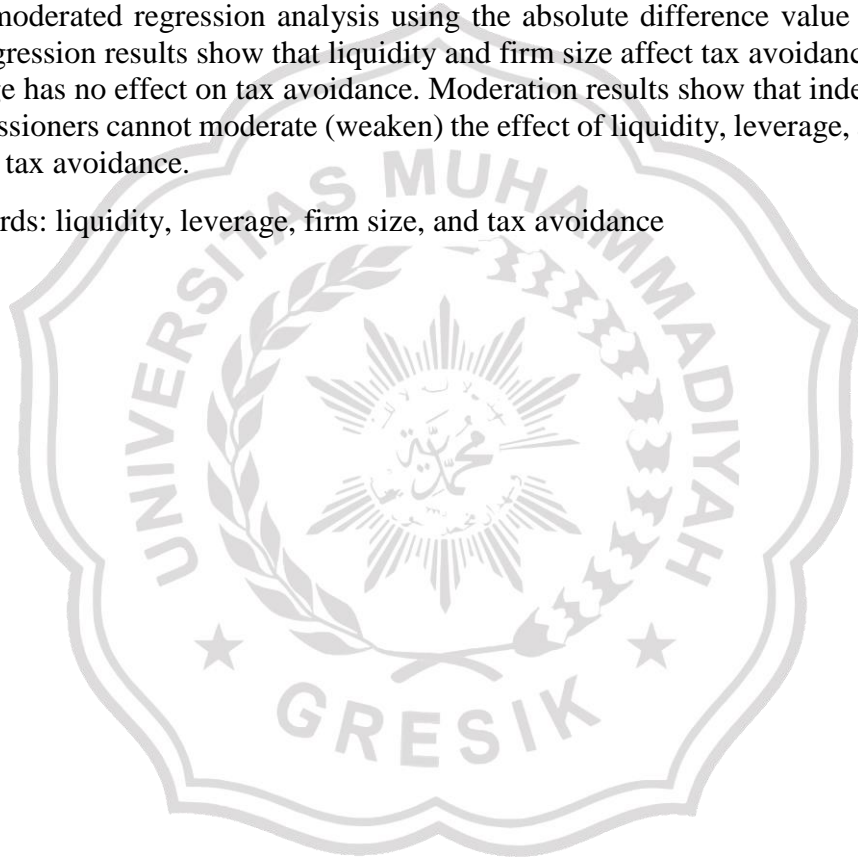 moderated regression analysis using the absolute difference value
gression results show that liquidity and firm size affect tax avoidanc
ge has no effect on tax avoidance. Moderation results show that inde
ssioners cannot moderate (weaken) the effect of liquidity, leverage,
tax avoidance.
rds: liquidity, leverage, firm size, and tax avoidance
UNIVERSITAS MUHAMMADIYAH
GRESIK